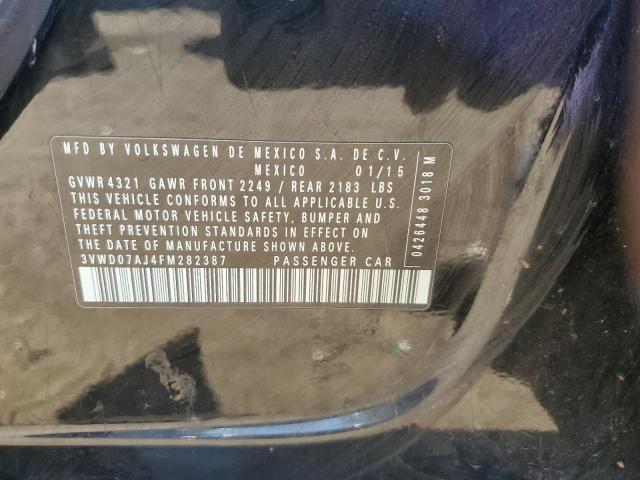 MFD BY VOLKSWAGEN DE MEXICO S.A. DE C.V.
MEXICO 01/15
GVWR 4321 GAWR FRONT 2249 / REAR 2183 LBS
THIS VEHICLE CONFORMS TO ALL APPLICABLE U.S.
FEDERAL MOTOR VEHICLE SAFETY, BUMPER AND
THEFT PREVENTION STANDARDS IN EFFECT ON
THE DATE OF MANUFACTURE SHOWN ABOVE.
3VWD07AJ4FM282387 PASSENGER CAR
0426448 3018 M